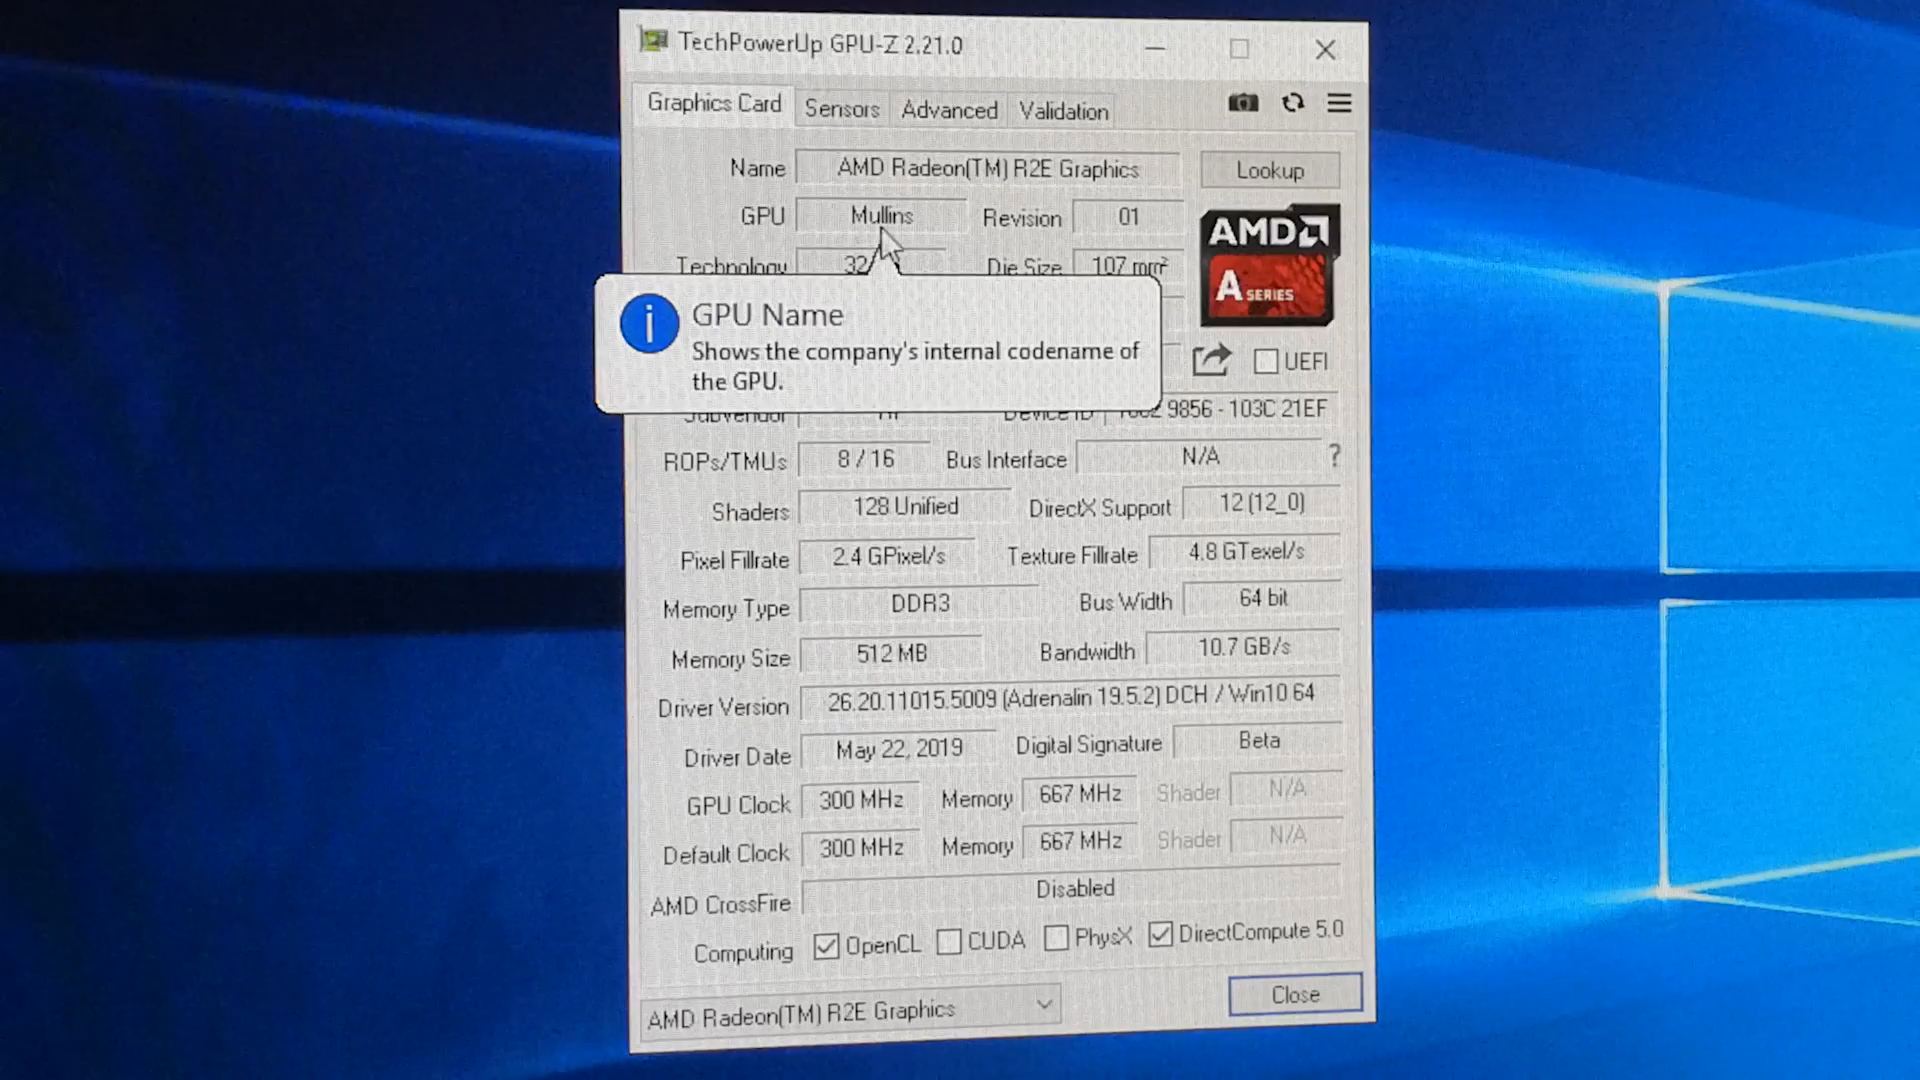 TechPowerUp GPU-Z 2.21.0
Graphics Card Sensors Advanced Validation
Name AMD Radeon(TM) R2E Graphics Lookup
GPU Mullins Revision 01
AMD
A SERIES
Technology 32 Die Size 107 mm²
GPU Name
Shows the company's internal codename of
the GPU.
UEFI
Subvendor Device ID 9856 - 103C 21EF
ROPs/TMUs 8 / 16 Bus Interface N/A ?
Shaders 128 Unified DirectX Support 12 (12_0)
Pixel Fillrate 2.4 GPixel/s Texture Fillrate 4.8 GTexel/s
Memory Type DDR3 Bus Width 64 bit
Memory Size 512 MB Bandwidth 10.7 GB/s
Driver Version 26.20.11015.5009 (Adrenalin 19.5.2) DCH / Win10 64
Driver Date May 22, 2019 Digital Signature Beta
GPU Clock 300 MHz Memory 667 MHz Shader N/A
Default Clock 300 MHz Memory 667 MHz Shader N/A
AMD CrossFire Disabled
Computing OpenCL CUDA PhysX DirectCompute 5.0
AMD Radeon(TM) R2E Graphics Close